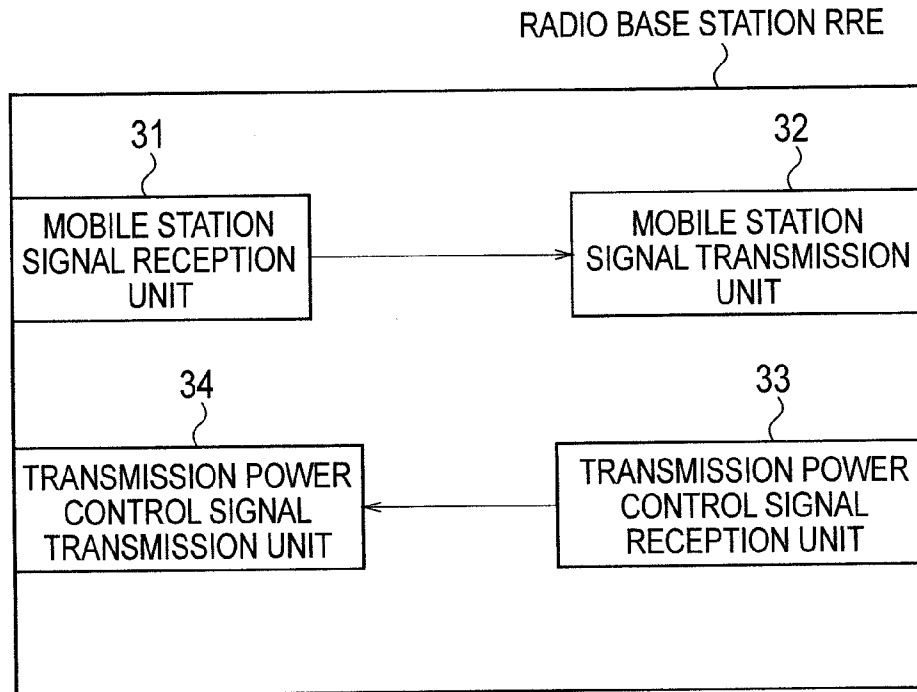 RADIO BASE STATION RRE
31
32
MOBILE STATION
SIGNAL RECEPTION
UNIT
MOBILE STATION
SIGNAL TRANSMISSION
UNIT
34
33
TRANSMISSION POWER
CONTROL SIGNAL
TRANSMISSION UNIT
TRANSMISSION POWER
CONTROL SIGNAL
RECEPTION UNIT